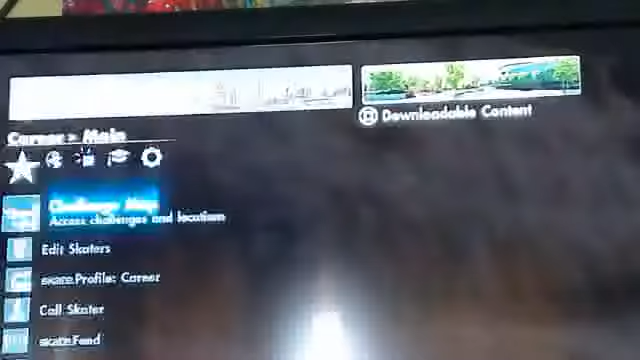 Downloadable Content
Career > Main
Challenge Map
Access challenges and locations
Edit Skaters
skate.Profile: Career
Call Skater
skate.Feed